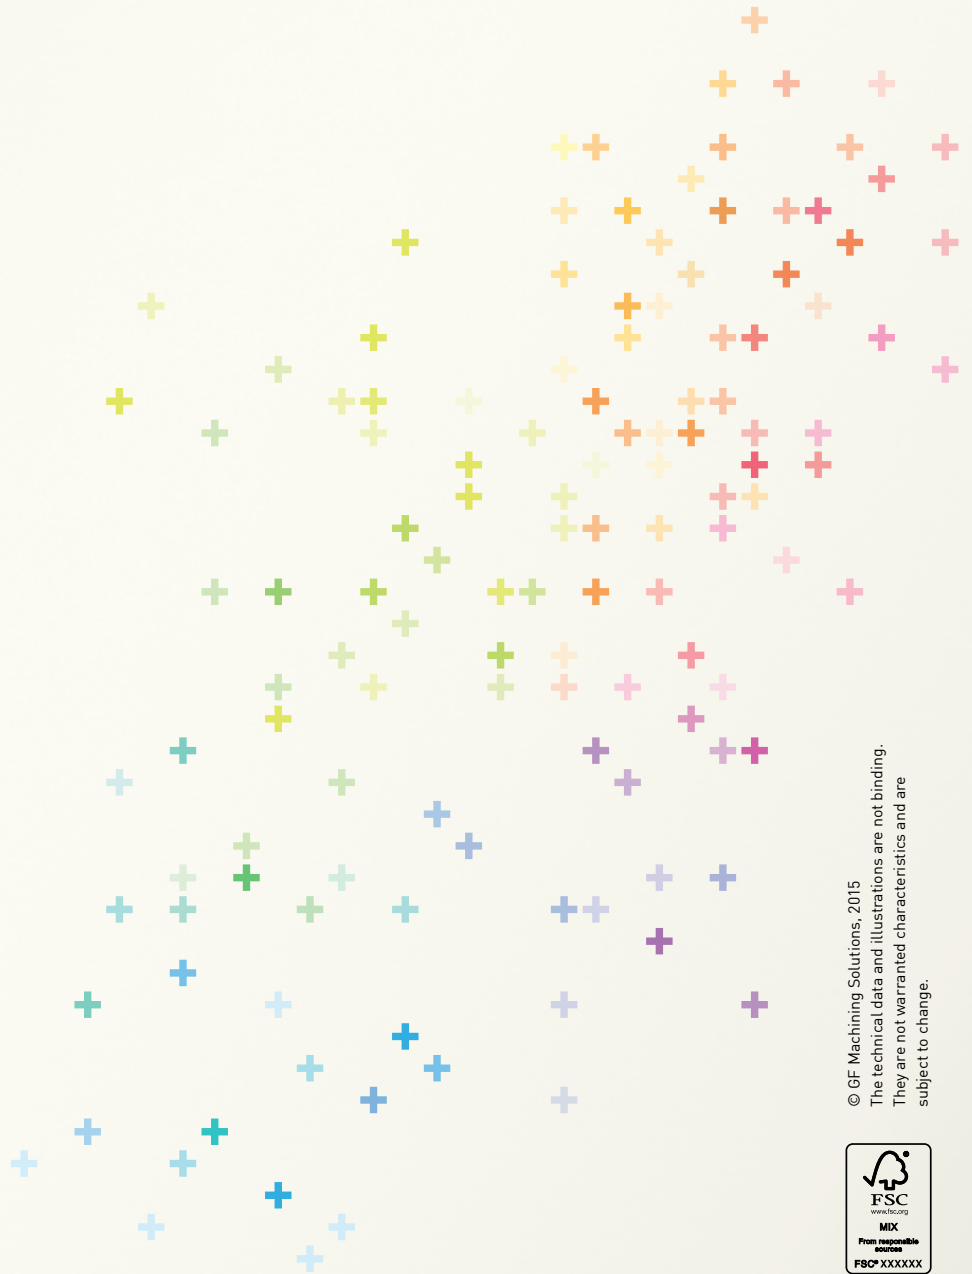 © GF Machining Solutions, 2015
The technical data and illustrations are not binding.
They are not warranted characteristics and are
subject to change.
FSC
www.fsc.org
MIX
From responsible
sources
FSC® XXXXXX